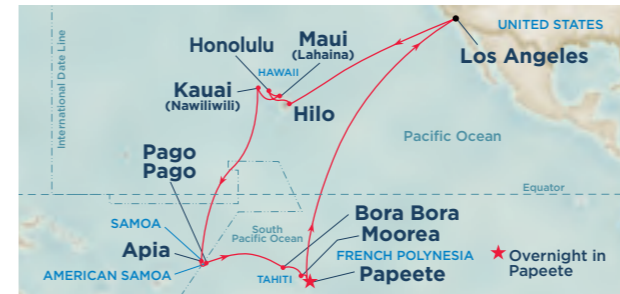 International Date Line
UNITED STATES
Los Angeles
Honolulu
Maui
(Lahaina)
HAWAII
Kauai
(Nawiliwili)
Hilo
Pacific Ocean
Pago
Pago
Equator
SAMOA
Apia
AMERICAN SAMOA
South
Pacific Ocean
Bora Bora
Moorea
FRENCH POLYNESIA
TAHITI
Papeete
Overnight in
Papeete